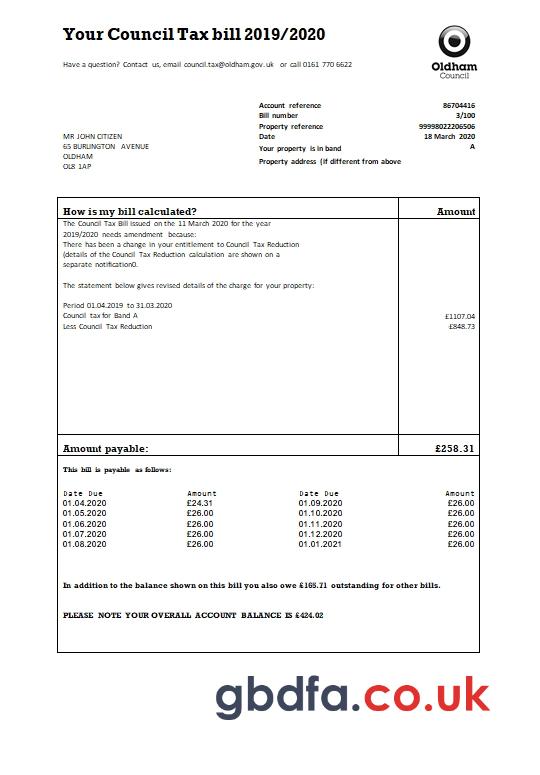 Your Council Tax bill 2019/2020
Have a question? Contact us, email council.tax@oldham.gov.uk or call 0161 770 6622
Oldham
Council
Account reference 86704416
Bill number 3/100
Property reference 99998022206506
MR JOHN CITIZEN Date 18 March 2020
65 BURLINGTON AVENUE Your property is in band A
OLDHAM Property address (if different from above
OL8 1AP
How is my bill calculated? Amount
The Council Tax Bill issued on the 11 March 2020 for the year
2019/2020 needs amendment because:
There has been a change in your entitlement to Council Tax Reduction
(details of the Council Tax Reduction calculation are shown on a
separate notification0.
The statement below gives revised details of the charge for your property:
Period 01.04.2019 to 31.03.2020
Council tax for Band A £1107.04
Less Council Tax Reduction £848.73
Amount payable: £258.31
This bill is payable as follows:
Date Due Amount Date Due Amount
01.04.2020 £24.31 01.09.2020 £26.00
01.05.2020 £26.00 01.10.2020 £26.00
01.06.2020 £26.00 01.11.2020 £26.00
01.07.2020 £26.00 01.12.2020 £26.00
01.08.2020 £26.00 01.01.2021 £26.00
In addition to the balance shown on this bill you also owe £165.71 outstanding for other bills.
PLEASE NOTE YOUR OVERALL ACCOUNT BALANCE IS £424.02
gbdfa.co.uk